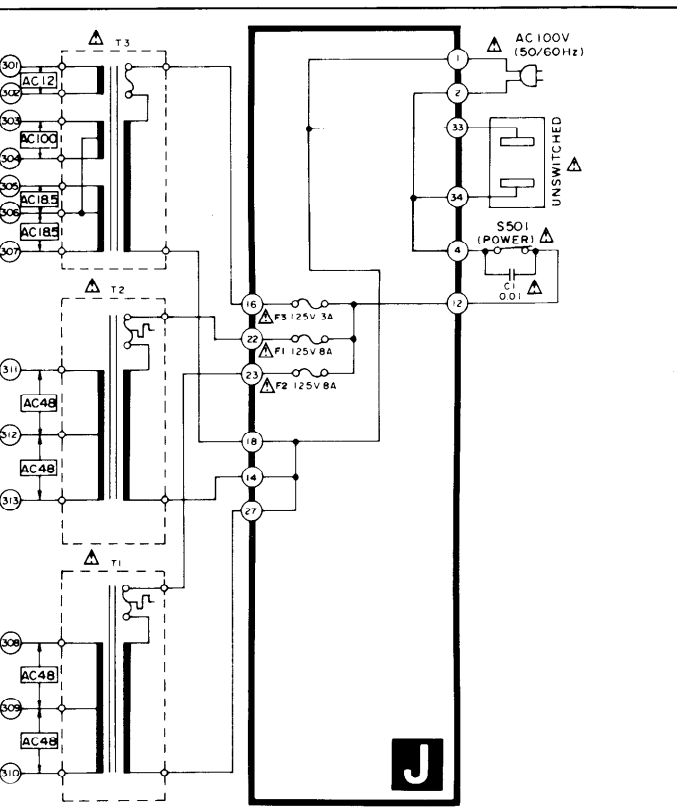 T3
AC 100V
(50/60Hz)
301
AC12
302
303
AC100
304
305
AC18.5
306
AC18.5
307
1
2
33
34
UNSWITCHED
S501
(POWER)
4
C1
0.01
12
T2
16
F3 125V 3A
22
F1 125V 8A
23
F2 125V 8A
18
14
27
311
AC48
312
AC48
313
T1
308
AC48
309
AC48
310
J